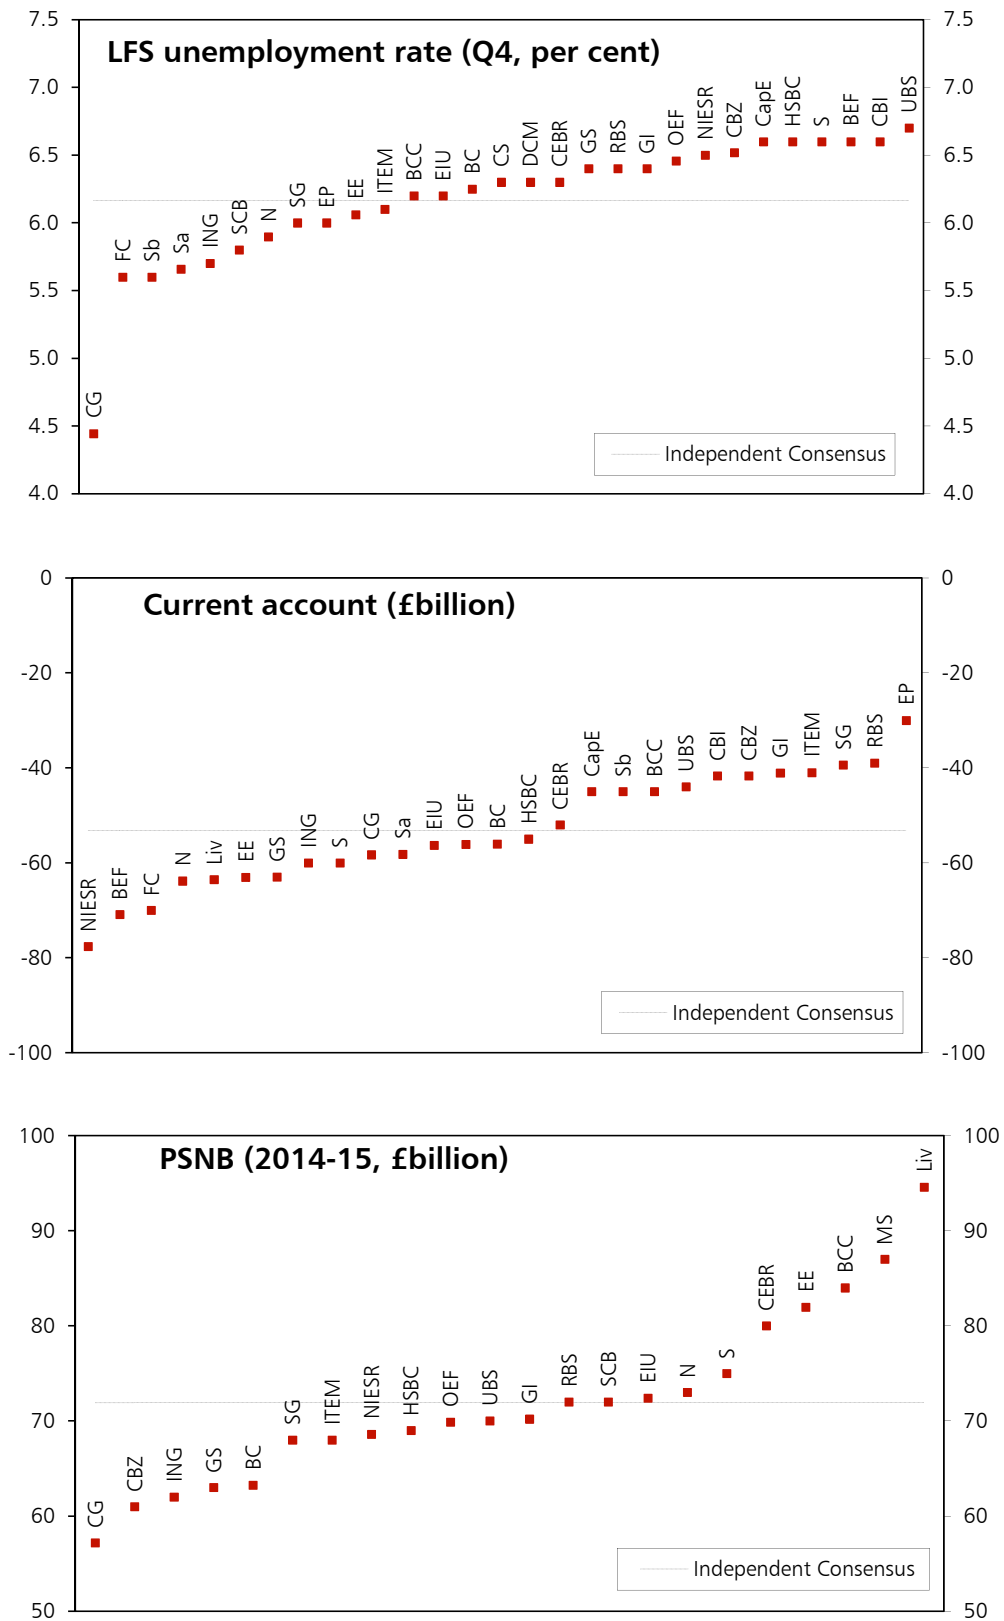 LFS unemployment rate (Q4, per cent)
7.5
7.0
6.5
6.0
5.5
5.0
4.5
4.0
CG
FC
Sb
Sa
ING
SCB
N
SG
EP
EE
ITEM
BCC
EIU
BC
CS
DCM
CEBR
GS
RBS
GI
OEF
NIESR
CBZ
CapE
HSBC
S
BEF
CBI
UBS
7.5
7.0
6.5
6.0
5.5
5.0
4.5
4.0
Independent Consensus
Current account (£billion)
0
-20
-40
-60
-80
-100
NIESR
BEF
FC
N
Liv
EE
GS
ING
S
CG
Sa
EIU
OEF
BC
HSBC
CEBR
CapE
Sb
BCC
UBS
CBI
CBZ
GI
ITEM
SG
RBS
EP
0
-20
-40
-60
-80
-100
Independent Consensus
PSNB (2014-15, £billion)
100
90
80
70
60
50
CG
CBZ
ING
GS
BC
SG
ITEM
NIESR
HSBC
OEF
UBS
GI
RBS
SCB
EIU
N
S
CEBR
EE
BCC
MS
Liv
100
90
80
70
60
50
Independent Consensus